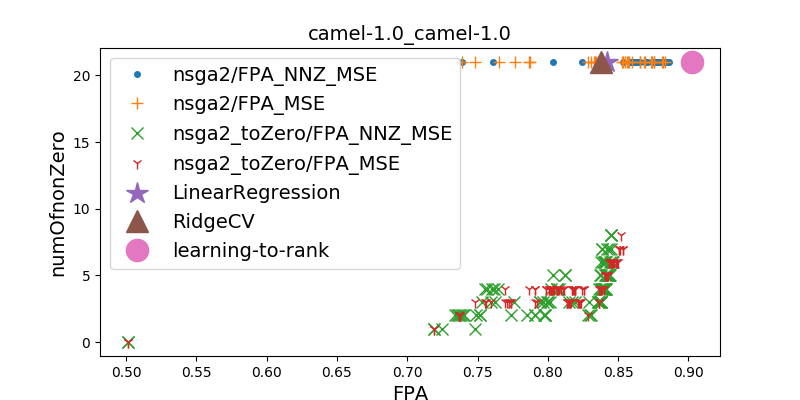 camel-1.0_camel-1.0
numOfnonZero
20
15
10
5
0
nsga2/FPA_NNZ_MSE
nsga2/FPA_MSE
nsga2_toZero/FPA_NNZ_MSE
nsga2_toZero/FPA_MSE
LinearRegression
RidgeCV
learning-to-rank
0.50 0.55 0.60 0.65 0.70 0.75 0.80 0.85 0.90
FPA